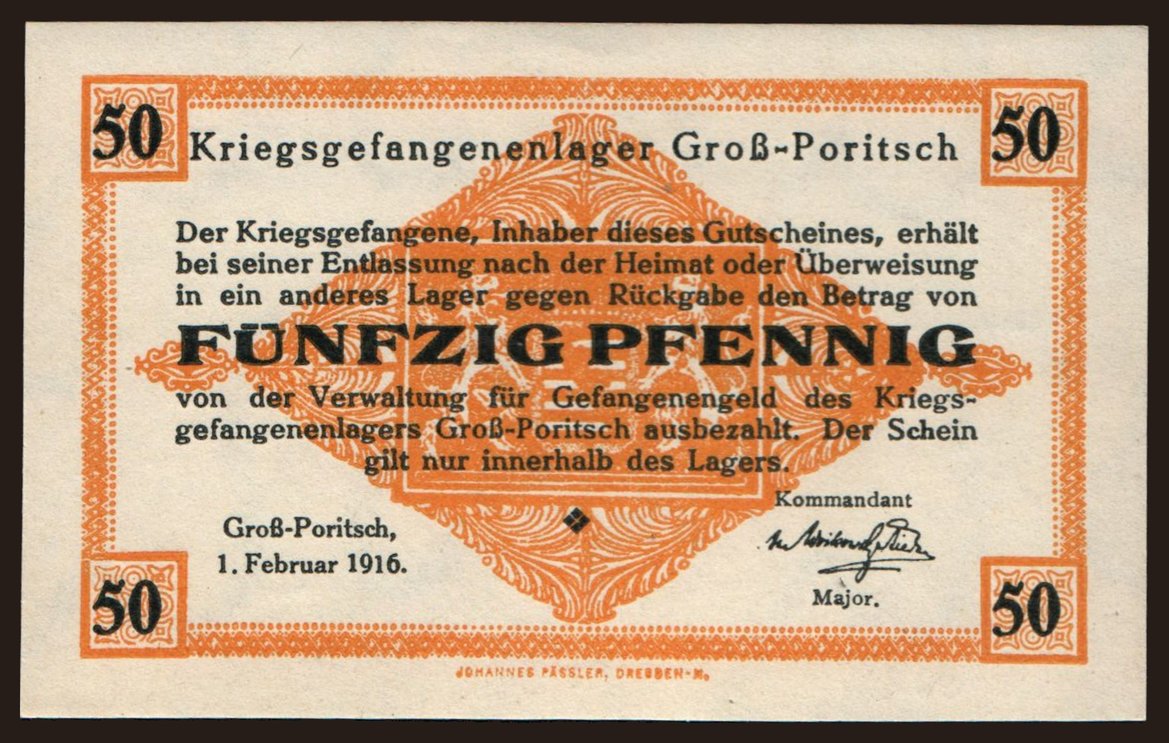 50 50
Kriegsgefangenenlager Groß-Poritsch
Der Kriegsgefangene, Inhaber dieses Gutscheines, erhält
bei seiner Entlassung nach der Heimat oder Überweisung
in ein anderes Lager gegen Rückgabe den Betrag von
FÜNFZIG PFENNIG
von der Verwaltung für Gefangenengeld des Kriegs-
gefangenenlagers Groß-Poritsch ausbezahlt. Der Schein
gilt nur innerhalb des Lagers.
Groß-Poritsch,
1. Februar 1916.
Kommandant
Major.
50 50
JOHANNES PÄSSLER, DRESDEN-N.